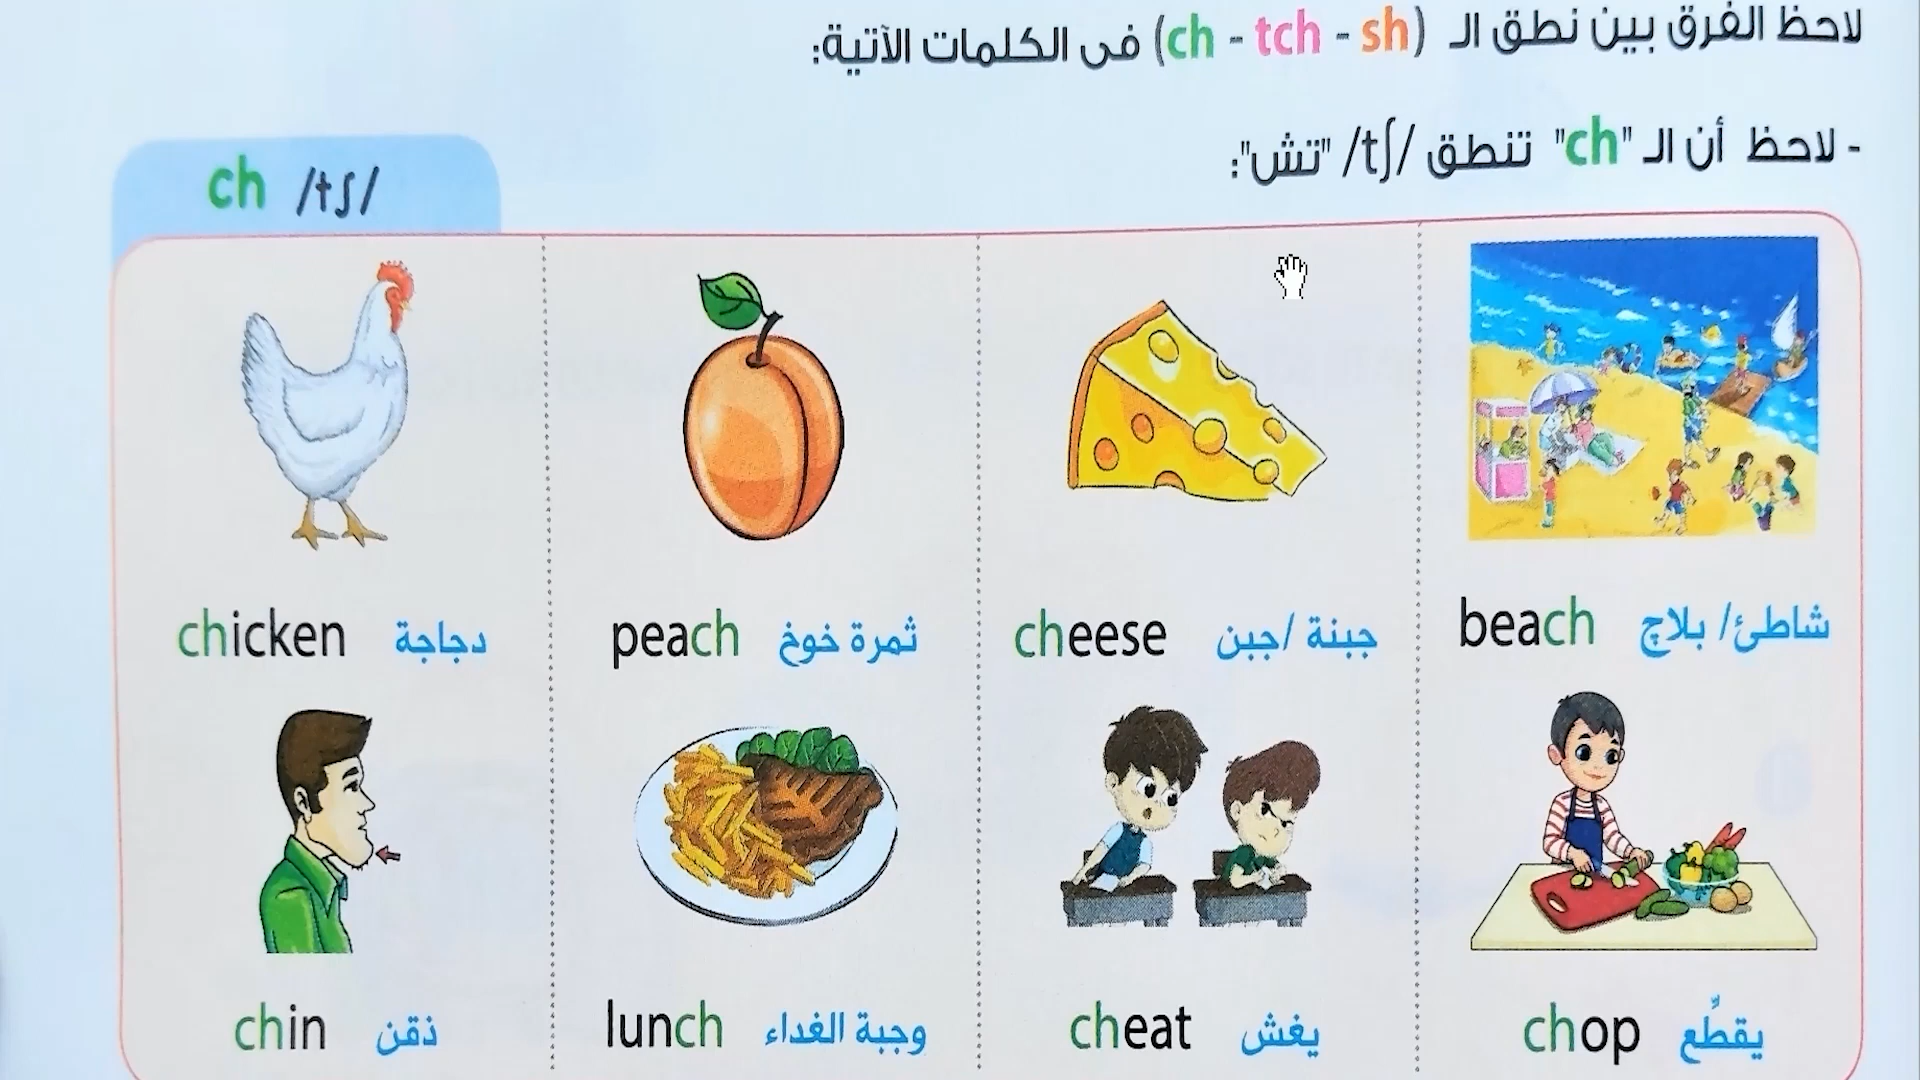 لاحظ الفرق بين نطق الـ (ch - tch - sh) فى الكلمات الآتية:
- لاحظ أن الـ "ch" تنطق /tʃ/ "تش":
ch /tʃ/
chicken دجاجة
peach ثمرة خوخ
cheese جبنة /جبن
beach شاطئ/ بلاچ
chin ذقن
lunch وجبة الغداء
cheat يغش
chop يقطِّع